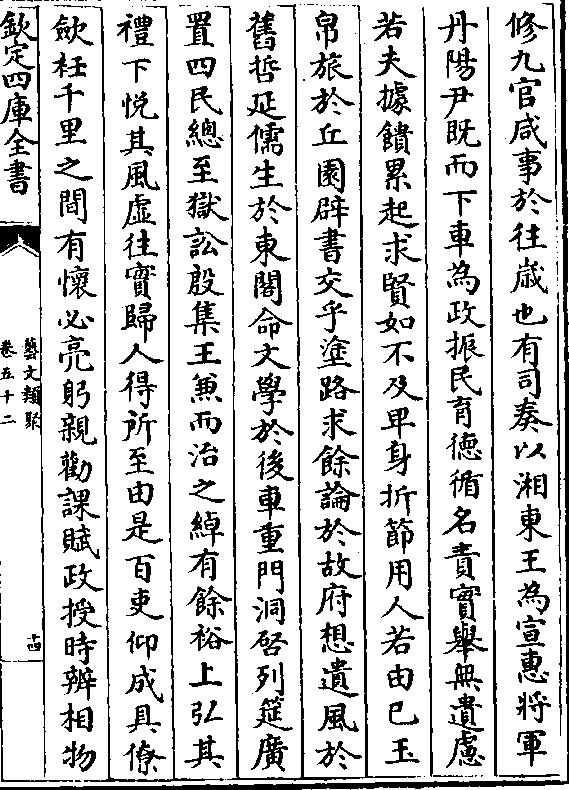 修九官咸事於往歲也有司奏以湘東王為宣惠將軍
丹陽尹既而下車為政振民育德循名責實舉無遺慮
若夫據饋累起求賢如不及卑身折節用人若由已玉
帛旅於丘園辟書交乎塗路求餘論於故府想遺風於
舊哲延儒生於東閣命文學於後車重門洞啓列筵廣
置四民總至獄訟殷集王兼而治之綽有餘裕上弘其
禮下悦其風虚往實歸人得所至由是百吏仰成具僚
歛衽千里之間有懷必亮躬親勸課賦政授時辨相物
欽定四庫全書
藝文類聚
卷五十二
十四